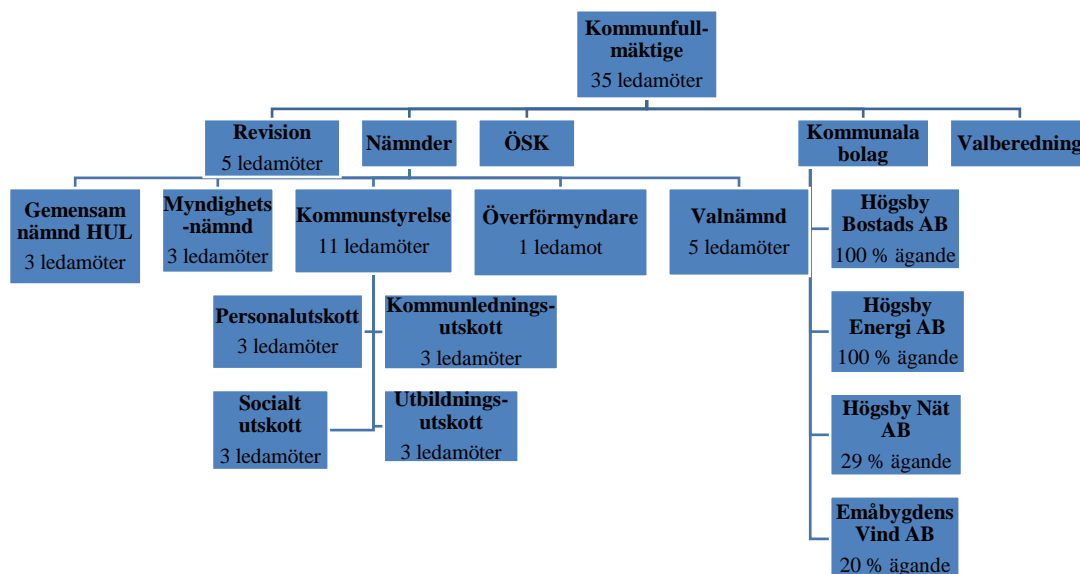 Kommunfull-
mäktige
35 ledamöter
Revision
5 ledamöter
Nämnder
ÖSK
Kommunala
bolag
Valberedning
Gemensam
nämnd HUL
3 ledamöter
Myndighets
-nämnd
3 ledamöter
Kommunstyrelse
11 ledamöter
Överförmyndare
1 ledamot
Valnämnd
5 ledamöter
Högsby
Bostads AB
100 % ägande
Personalutskott
3 ledamöter
Kommunlednings-
utskott
3 ledamöter
Högsby
Energi AB
100 % ägande
Socialt
utskott
3 ledamöter
Utbildnings-
utskott
3 ledamöter
Högsby Nät
AB
29 % ägande
Emåbygdens
Vind AB
20 % ägande